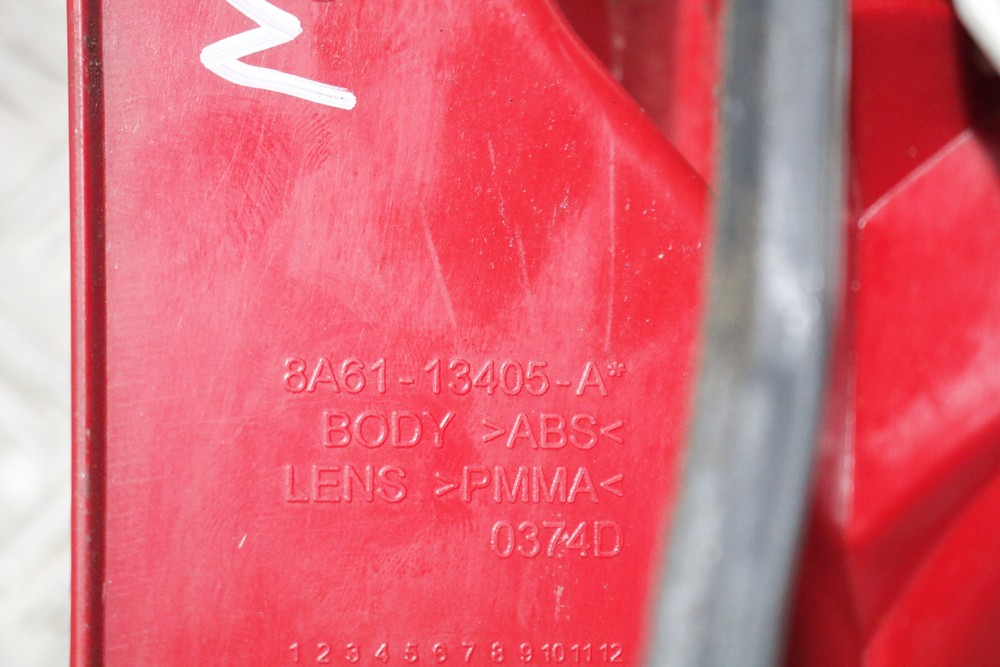 8A61-13405-A*
BODY >ABS<
LENS >PMMA<
0374D
1 2 3 4 5 6 7 8 9 10 11 12